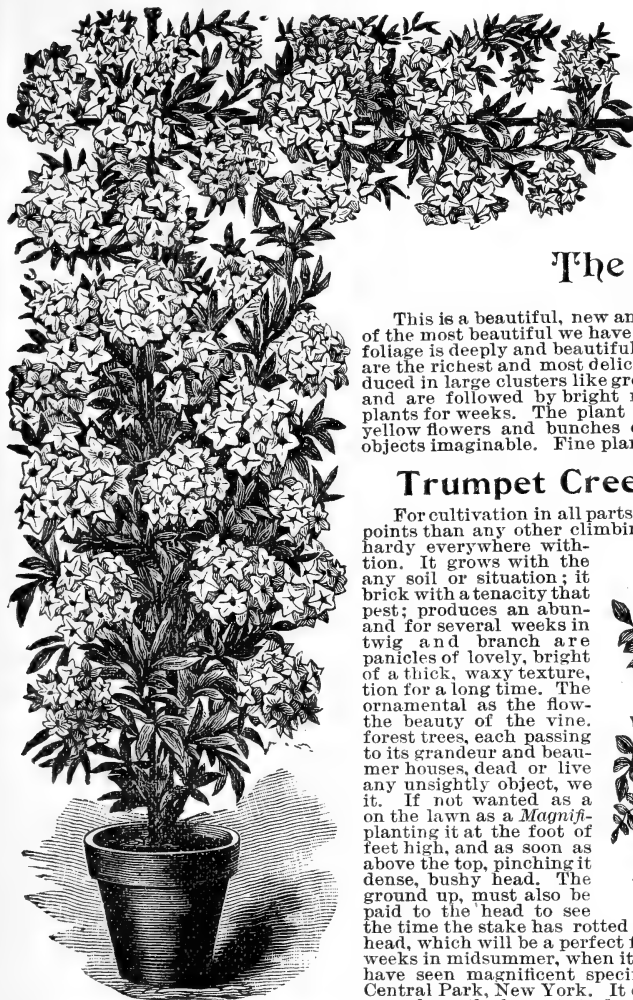 The
This is a beautiful, new an
of the most beautiful we have
foliage is deeply and beautiful
are the richest and most delic
duced in large clusters like gr
and are followed by bright
plants for weeks. The plant
yellow flowers and bunches
objects imaginable. Fine plan
Trumpet Cree
For cultivation in all parts
points than any other climbin
hardy everywhere with-
tion. It grows with the
any soil or situation; it
brick with a tenacity that
pest; produces an abun-
and for several weeks in
twig and branch are
panicles of lovely, bright
of a thick, waxy texture,
tion for a long time. The
ornamental as the flow-
the beauty of the vine.
forest trees, each passing
to its grandeur and beau-
mer houses, dead or live
any unsightly object, we
it. If not wanted as a
on the lawn as a Magnifi-
planting it at the foot of
feet high, and as soon as
above the top, pinching it
dense, bushy head. The
ground up, must also be
paid to the head to see
the time the stake has rotted
head, which will be a perfect f
weeks in midsummer, when it
have seen magnificent speci
Central Park, New York. It